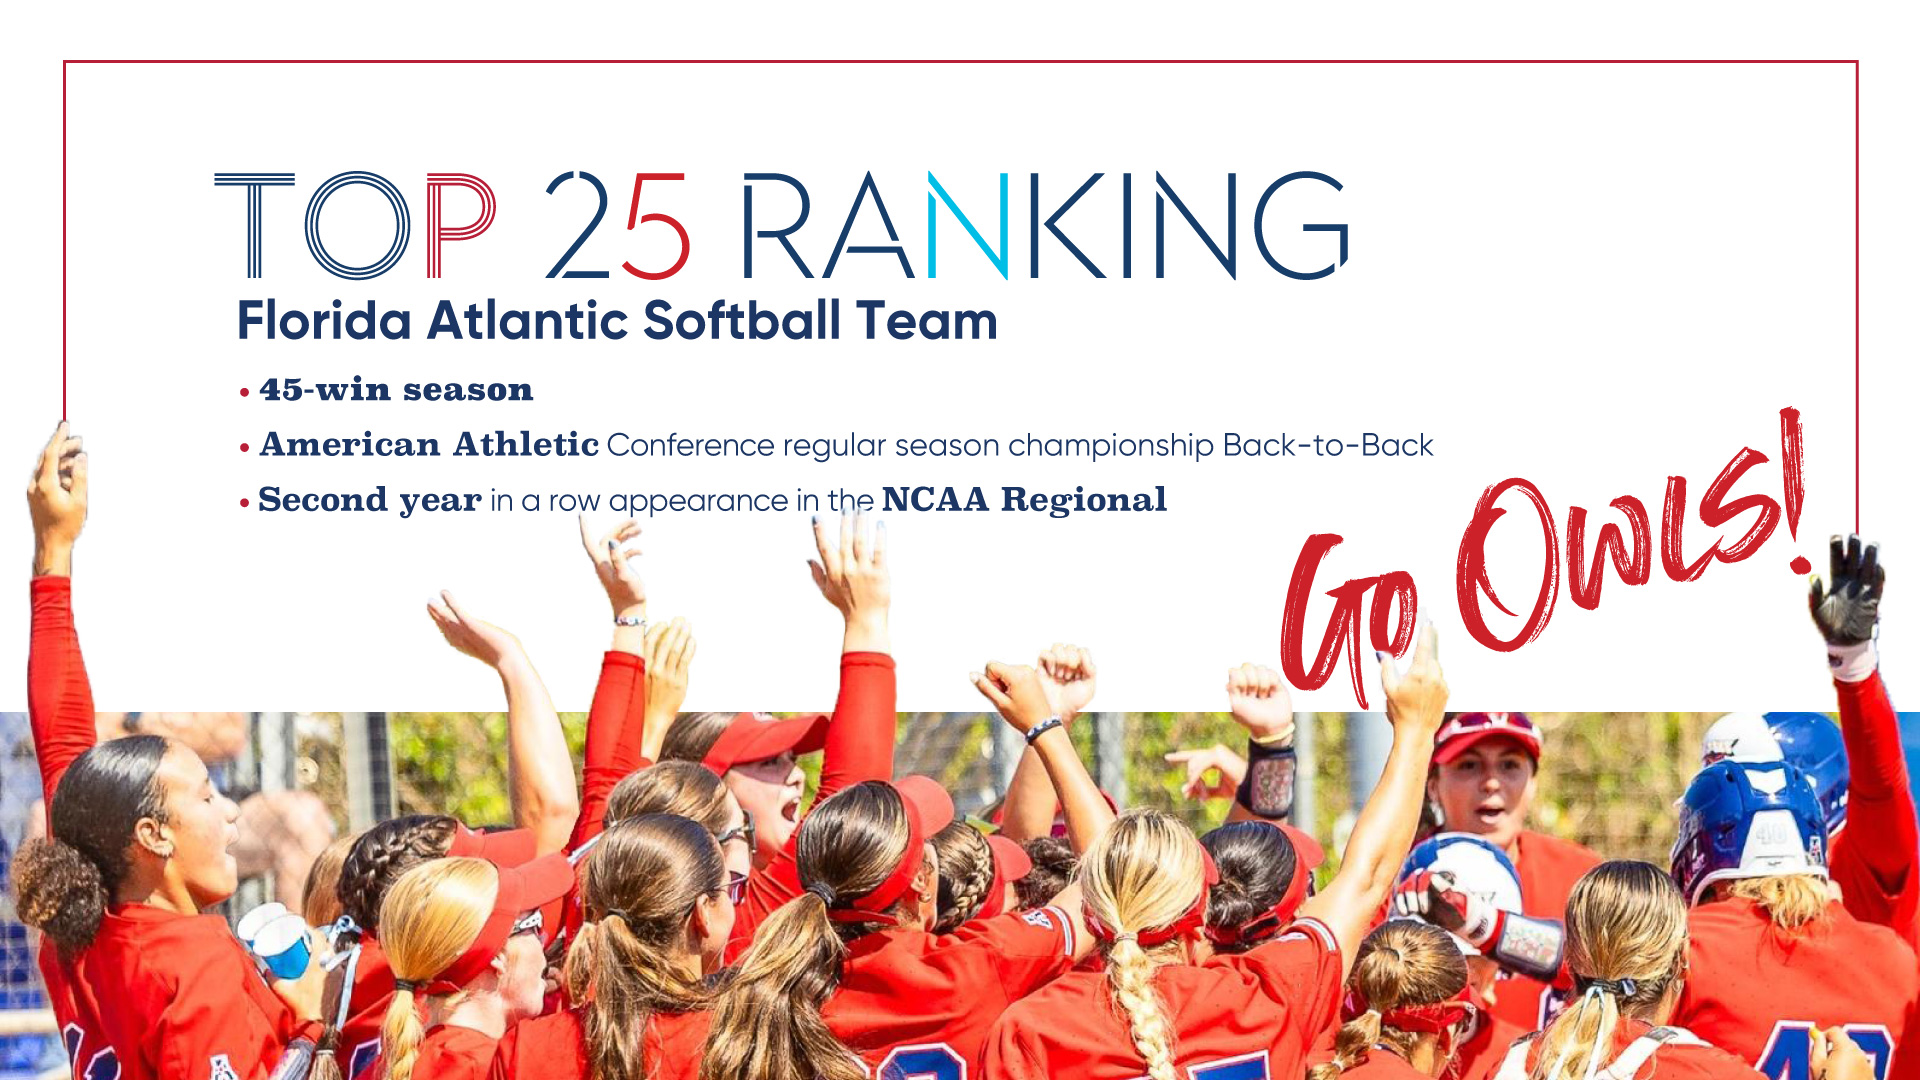 TOP 25 RANKING
Florida Atlantic Softball Team
• 45-win season
• American Athletic Conference regular season championship Back-to-Back
• Second year in a row appearance in the NCAA Regional
Go Owls!
40